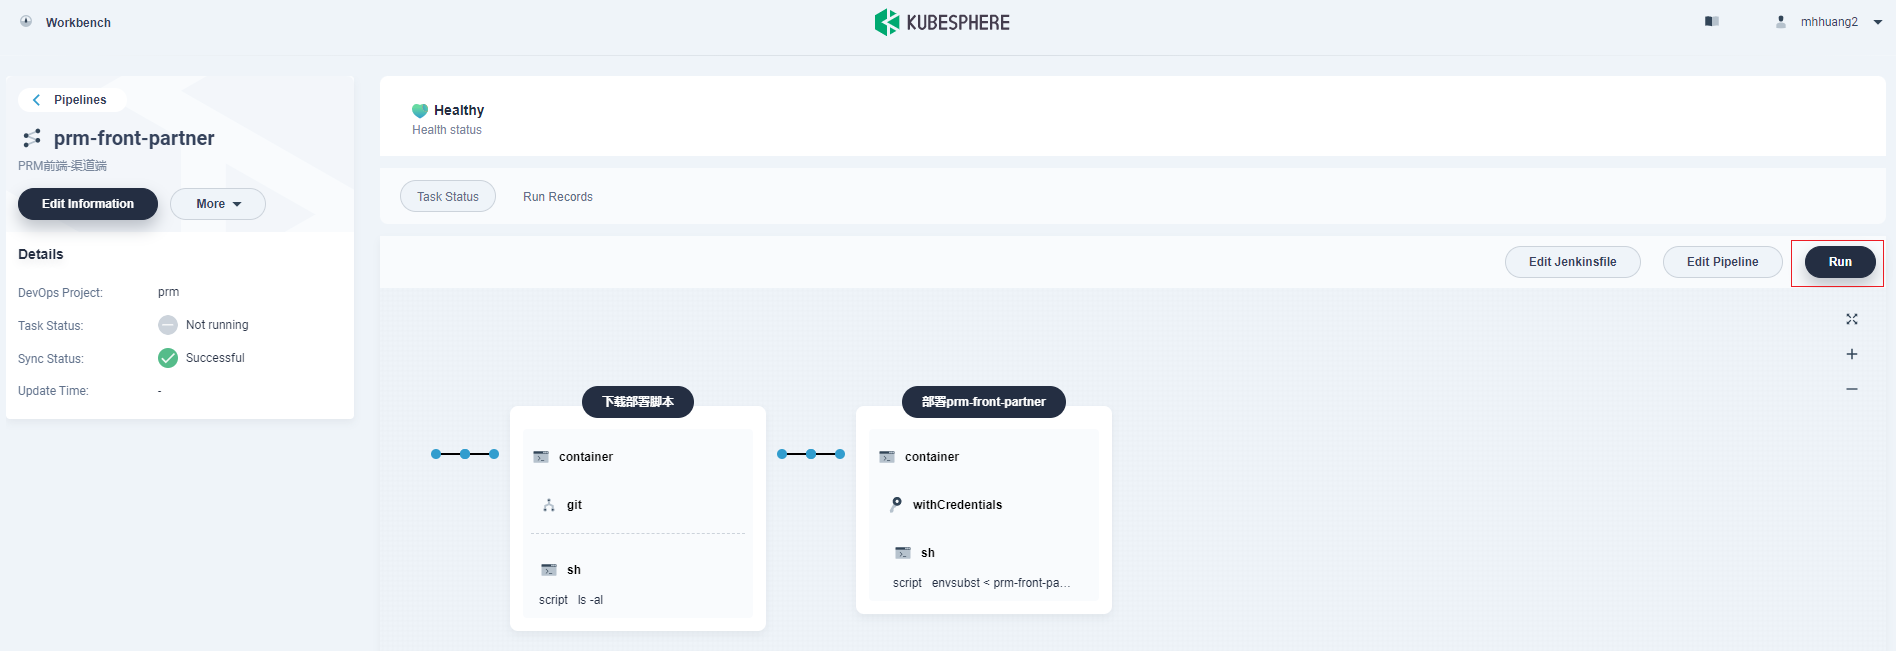 Workbench
KUBESPHERE
mhhuang2
Pipelines
prm-front-partner
PRM前端-渠道端
Edit Information
More
Details
DevOps Project: prm
Task Status: Not running
Sync Status: Successful
Update Time: -
Healthy
Health status
Task Status
Run Records
Edit Jenkinsfile
Edit Pipeline
Run
下载部署脚本
container
git
sh
script ls -al
部署prm-front-partner
container
withCredentials
sh
script envsubst < prm-front-pa...